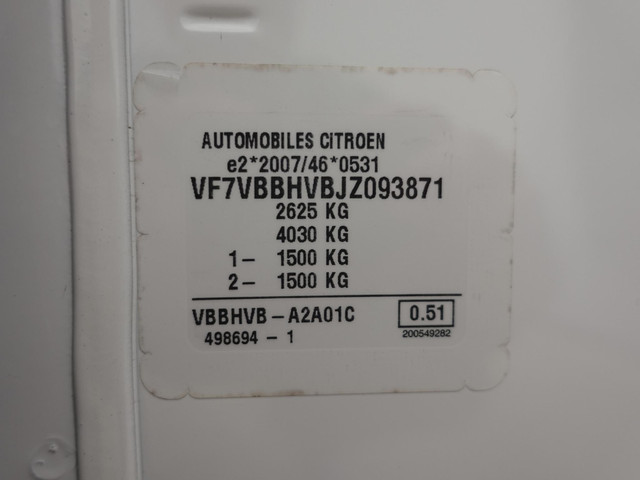 AUTOMOBILES CiTROEN
e2*2007/46*0531
VF7VBBHVBJZ093871
2625 KG
4030 KG
1- 1500 KG
2- 1500 KG
VBBHVB-A2A01C 0.51
498694-1 200549282